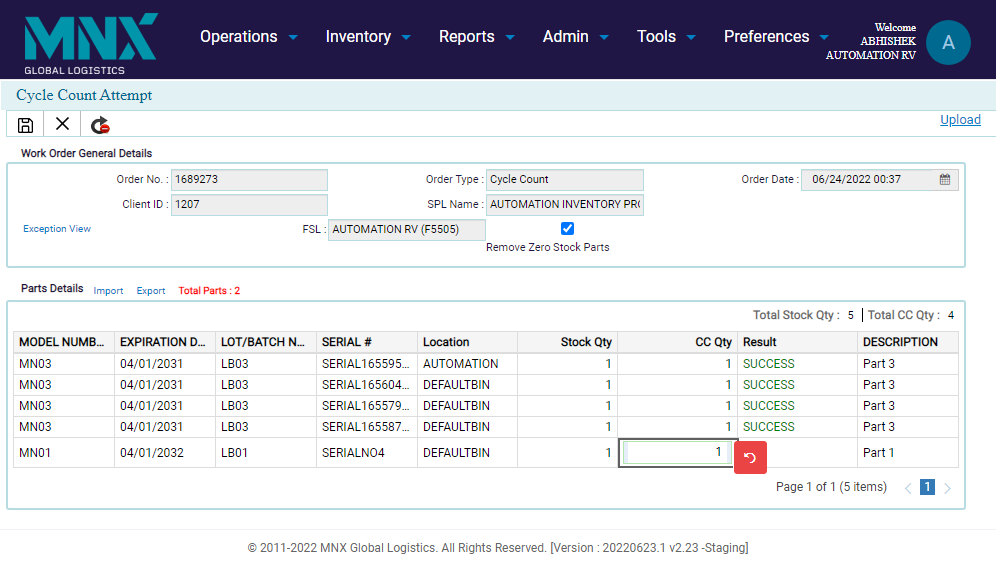 MNX
GLOBAL LOGISTICS
Operations Inventory Reports Admin Tools Preferences
Welcome
ABHISHEK
AUTOMATION RV
A
Cycle Count Attempt
Upload
Work Order General Details
Order No. : 1689273 Order Type : Cycle Count Order Date : 06/24/2022 00:37
Client ID : 1207 SPL Name : AUTOMATION INVENTORY PR
Exception View FSL : AUTOMATION RV (F5505)
Remove Zero Stock Parts
Parts Details Import Export Total Parts : 2
Total Stock Qty : 5 Total CC Qty : 4
MODEL NUMB... EXPIRATION D... LOT/BATCH N... SERIAL # Location Stock Qty CC Qty Result DESCRIPTION
MN03 04/01/2031 LB03 SERIAL165595... AUTOMATION 1 1 SUCCESS Part 3
MN03 04/01/2031 LB03 SERIAL165604... DEFAULTBIN 1 1 SUCCESS Part 3
MN03 04/01/2031 LB03 SERIAL165579... DEFAULTBIN 1 1 SUCCESS Part 3
MN03 04/01/2031 LB03 SERIAL165587... DEFAULTBIN 1 1 SUCCESS Part 3
MN01 04/01/2032 LB01 SERIALNO4 DEFAULTBIN 1 1 Part 1
Page 1 of 1 (5 items) 1
© 2011-2022 MNX Global Logistics. All Rights Reserved. [Version : 20220623.1 v2.23 -Staging]